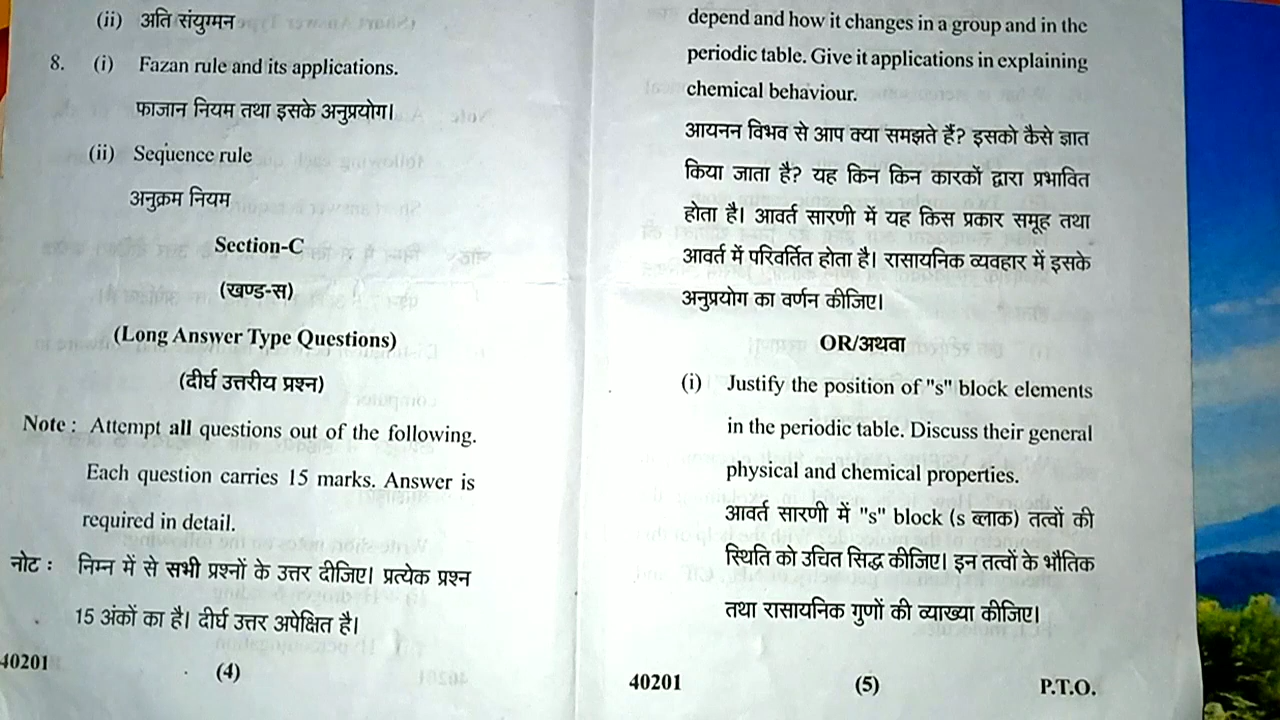 (ii) अति संयुग्मन
8. (i) Fazan rule and its applications.
फाजान नियम तथा इसके अनुप्रयोग।
(ii) Sequence rule
अनुक्रम नियम
Section-C
(खण्ड-स)
(Long Answer Type Questions)
(दीर्घ उत्तरीय प्रश्न)
Note : Attempt all questions out of the following.
Each question carries 15 marks. Answer is
required in detail.
नोट : निम्न में से सभी प्रश्नों के उत्तर दीजिए। प्रत्येक प्रश्न
15 अंकों का है। दीर्घ उत्तर अपेक्षित है।
40201 (4)
depend and how it changes in a group and in the
periodic table. Give it applications in explaining
chemical behaviour.
आयनन विभव से आप क्या समझते हैं? इसको कैसे ज्ञात
किया जाता है? यह किन किन कारकों द्वारा प्रभावित
होता है। आवर्त सारणी में यह किस प्रकार समूह तथा
आवर्त में परिवर्तित होता है। रासायनिक व्यवहार में इसके
अनुप्रयोग का वर्णन कीजिए।
OR/अथवा
(i) Justify the position of "s" block elements
in the periodic table. Discuss their general
physical and chemical properties.
आवर्त सारणी में "s" block (s ब्लाक) तत्वों की
स्थिति को उचित सिद्ध कीजिए। इन तत्वों के भौतिक
तथा रासायनिक गुणों की व्याख्या कीजिए।
40201 (5) P.T.O.